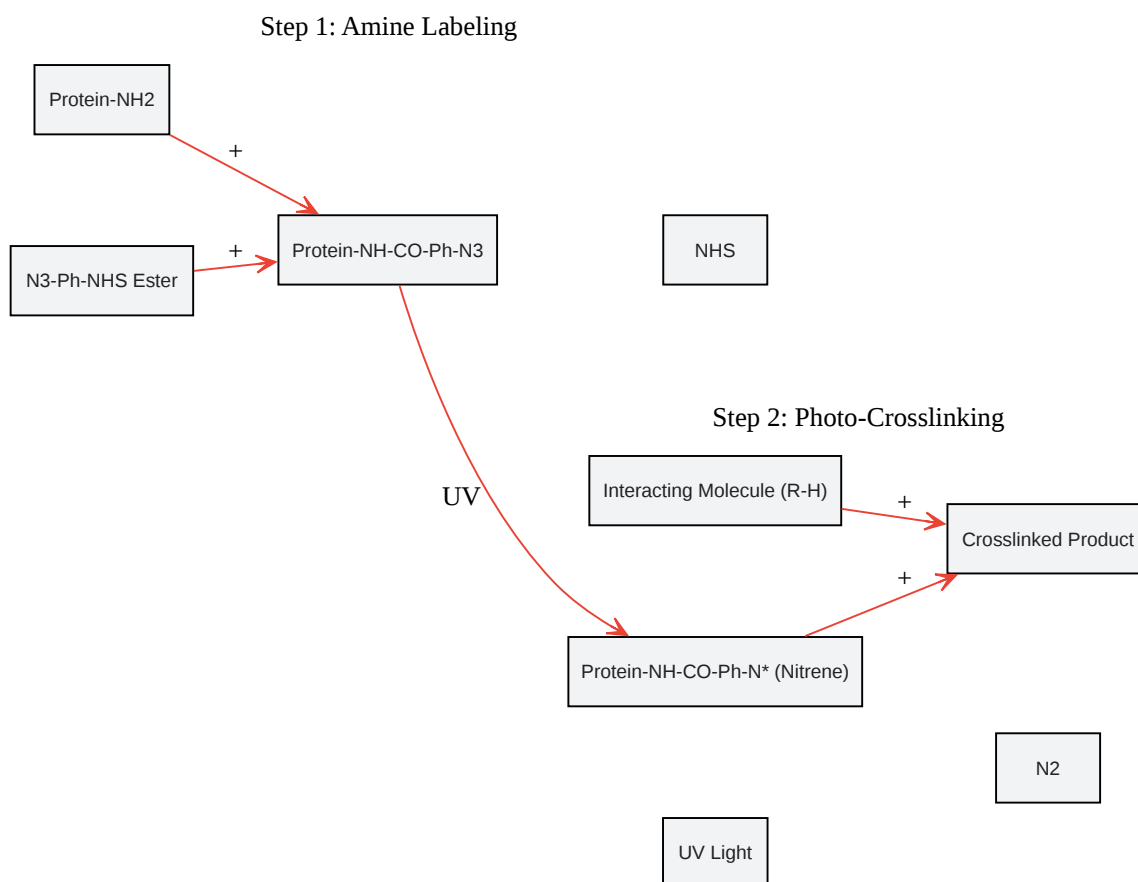 Step 1: Amine Labeling
Protein-NH2
+
N3-Ph-NHS Ester
+
Protein-NH-CO-Ph-N3
NHS
UV
Step 2: Photo-Crosslinking
Interacting Molecule (R-H)
+
Crosslinked Product
+
Protein-NH-CO-Ph-N* (Nitrene)
N2
UV Light